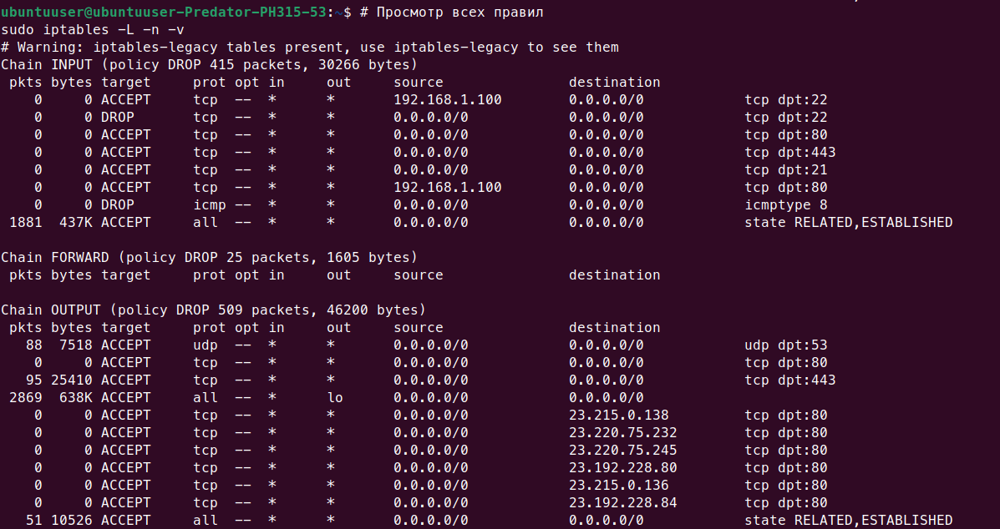 ubuntuuser@ubuntuuser-Predator-PH315-53:~$ # Просмотр всех правил
sudo iptables -L -n -v
# Warning: iptables-legacy tables present, use iptables-legacy to see them
Chain INPUT (policy DROP 415 packets, 30266 bytes)
 pkts bytes target     prot opt in     out     source               destination
    0     0 ACCEPT     tcp  --  *      *       192.168.1.100        0.0.0.0/0            tcp dpt:22
    0     0 DROP       tcp  --  *      *       0.0.0.0/0            0.0.0.0/0            tcp dpt:22
    0     0 ACCEPT     tcp  --  *      *       0.0.0.0/0            0.0.0.0/0            tcp dpt:80
    0     0 ACCEPT     tcp  --  *      *       0.0.0.0/0            0.0.0.0/0            tcp dpt:443
    0     0 ACCEPT     tcp  --  *      *       0.0.0.0/0            0.0.0.0/0            tcp dpt:21
    0     0 ACCEPT     tcp  --  *      *       192.168.1.100        0.0.0.0/0            tcp dpt:80
    0     0 DROP       icmp --  *      *       0.0.0.0/0            0.0.0.0/0            icmptype 8
 1881  437K ACCEPT     all  --  *      *       0.0.0.0/0            0.0.0.0/0            state RELATED,ESTABLISHED

Chain FORWARD (policy DROP 25 packets, 1605 bytes)
 pkts bytes target     prot opt in     out     source               destination

Chain OUTPUT (policy DROP 509 packets, 46200 bytes)
 pkts bytes target     prot opt in     out     source               destination
   88  7518 ACCEPT     udp  --  *      *       0.0.0.0/0            0.0.0.0/0            udp dpt:53
    0     0 ACCEPT     tcp  --  *      *       0.0.0.0/0            0.0.0.0/0            tcp dpt:80
   95 25410 ACCEPT     tcp  --  *      *       0.0.0.0/0            0.0.0.0/0            tcp dpt:443
 2869  638K ACCEPT     all  --  *      lo      0.0.0.0/0            0.0.0.0/0
    0     0 ACCEPT     tcp  --  *      *       0.0.0.0/0            23.215.0.138         tcp dpt:80
    0     0 ACCEPT     tcp  --  *      *       0.0.0.0/0            23.220.75.232        tcp dpt:80
    0     0 ACCEPT     tcp  --  *      *       0.0.0.0/0            23.220.75.245        tcp dpt:80
    0     0 ACCEPT     tcp  --  *      *       0.0.0.0/0            23.192.228.80        tcp dpt:80
    0     0 ACCEPT     tcp  --  *      *       0.0.0.0/0            23.215.0.136         tcp dpt:80
    0     0 ACCEPT     tcp  --  *      *       0.0.0.0/0            23.192.228.84        tcp dpt:80
   51 10526 ACCEPT     all  --  *      *       0.0.0.0/0            0.0.0.0/0            state RELATED,ESTABLISHED